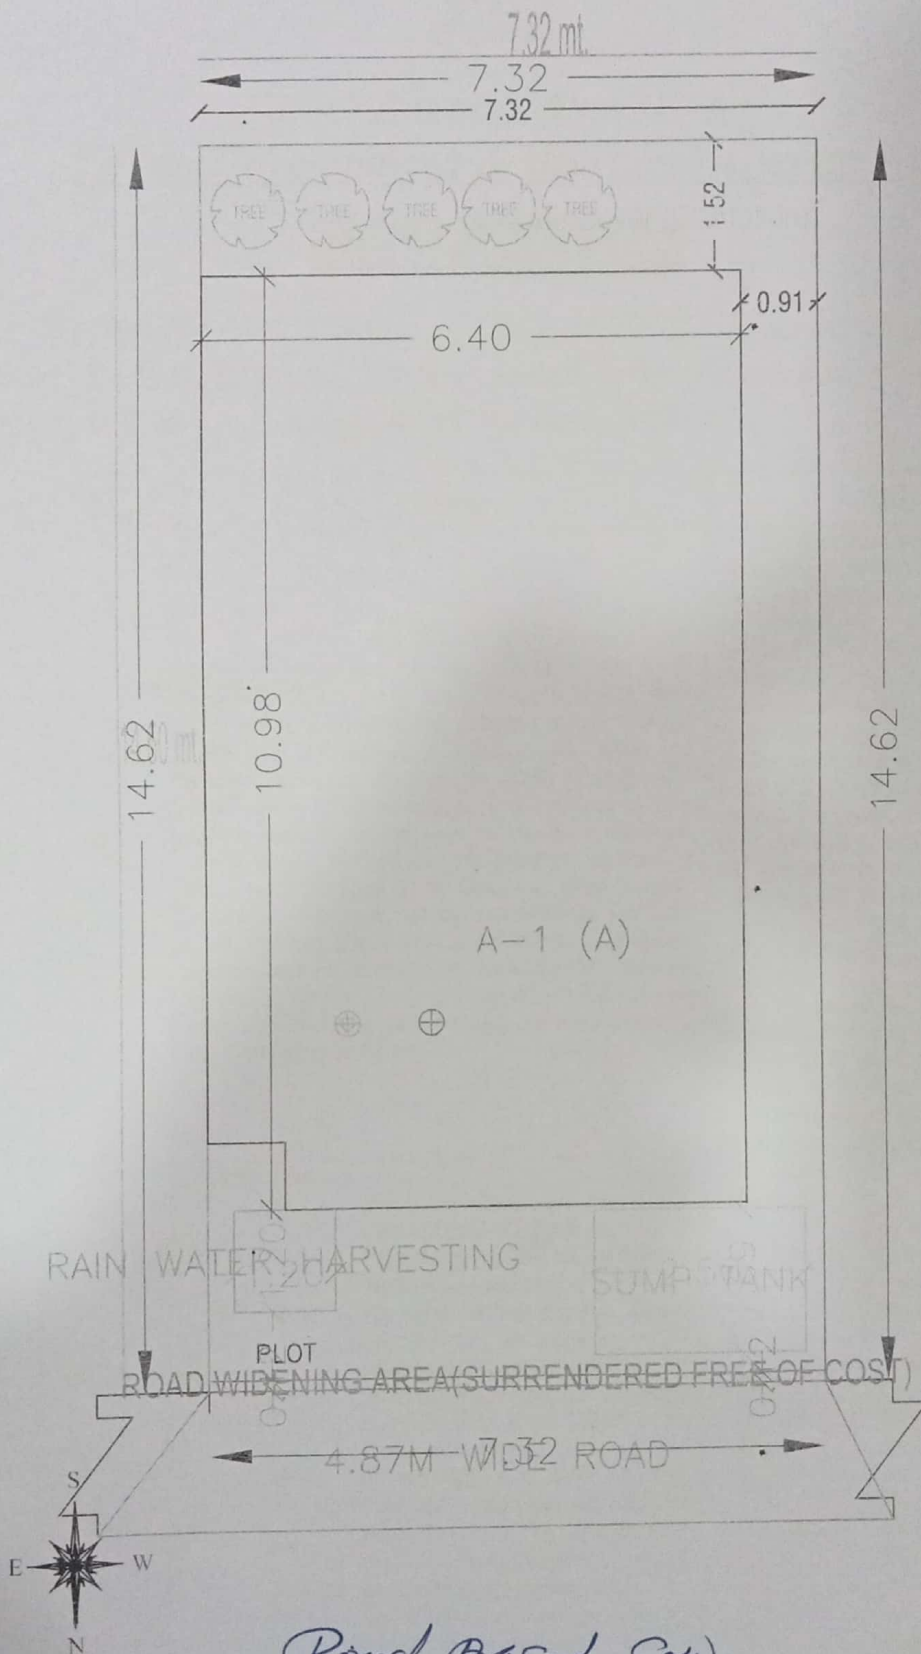 7.32 mt.
7.32
7.32
TREE TREE TREE TREE TREE
1.52
0.91
6.40
14.62
10.98
14.62
A-1 (A)
RAIN WATER HARVESTING
1.20
SUMP TANK
PLOT
ROAD WIDENING AREA(SURRENDERED FREE OF COST)
7.32
4.87M WIDE ROAD
S
E W
N